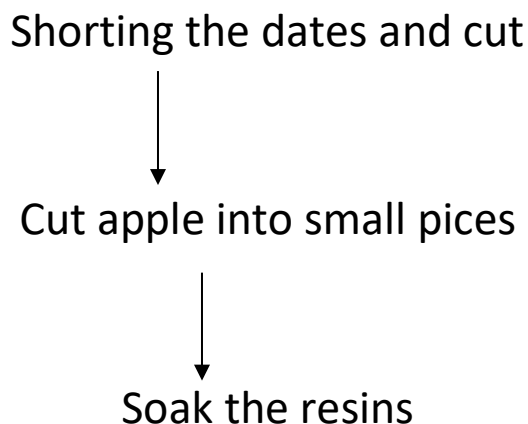 Shorting the dates and cut
Cut apple into small pices
Soak the resins